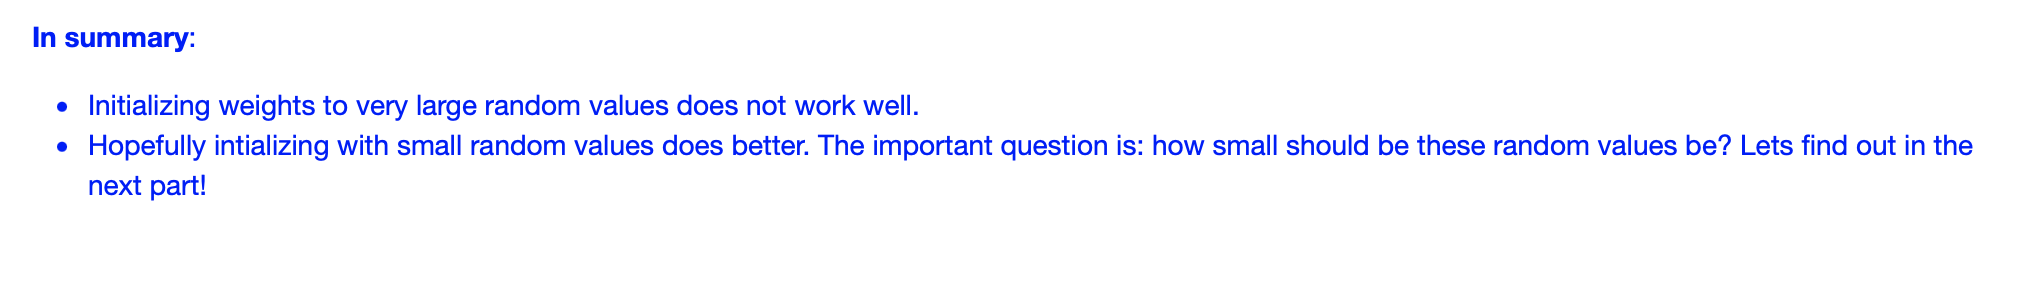 In summary:
• Initializing weights to very large random values does not work well.
• Hopefully intializing with small random values does better. The important question is: how small should be these random values be? Lets find out in the
next part!